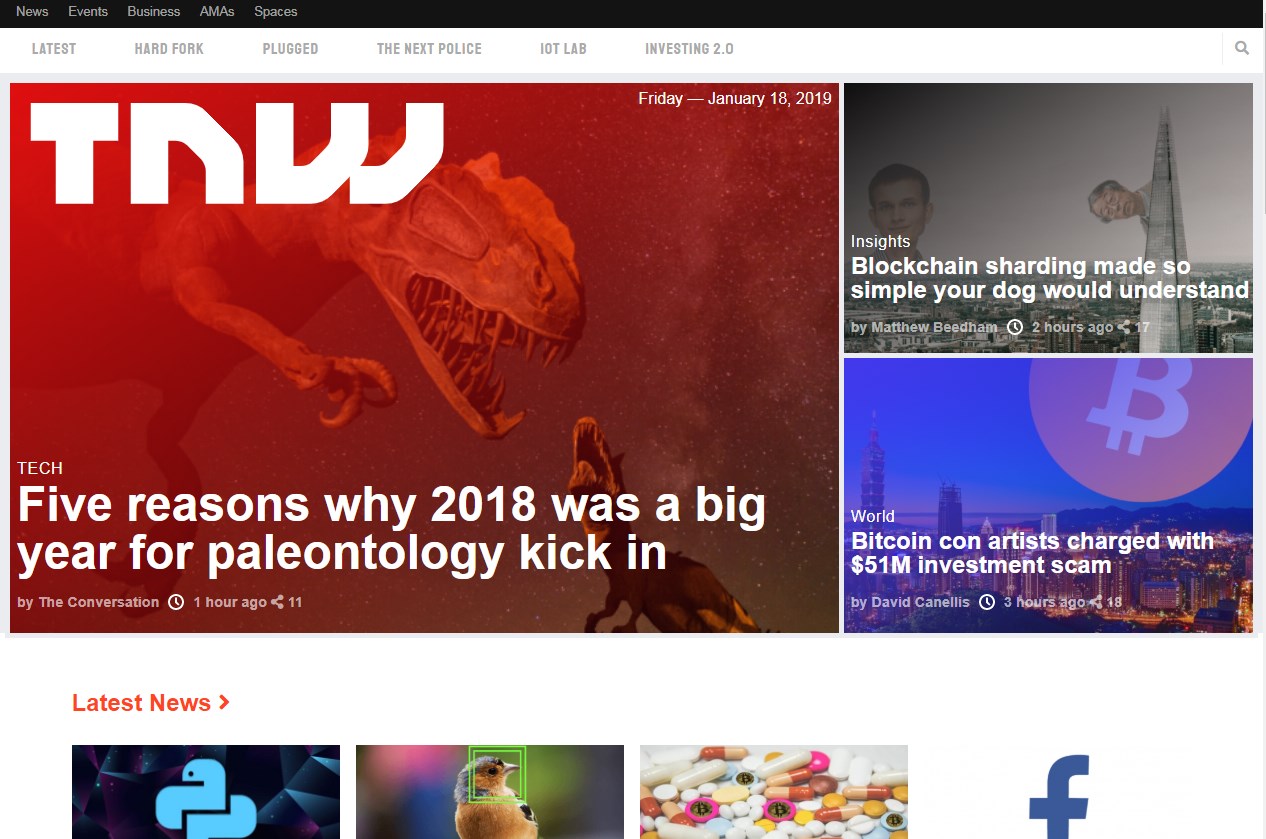 News Events Business AMAs Spaces
LATEST HARD FORK PLUGGED THE NEXT POLICE IOT LAB INVESTING 2.0
TNW
Friday — January 18, 2019
TECH
Five reasons why 2018 was a big
year for paleontology kick in
by The Conversation 1 hour ago 11
Insights
Blockchain sharding made so
simple your dog would understand
by Matthew Beedham 2 hours ago 17
World
Bitcoin con artists charged with
$51M investment scam
by David Canellis 3 hours ago 18
Latest News